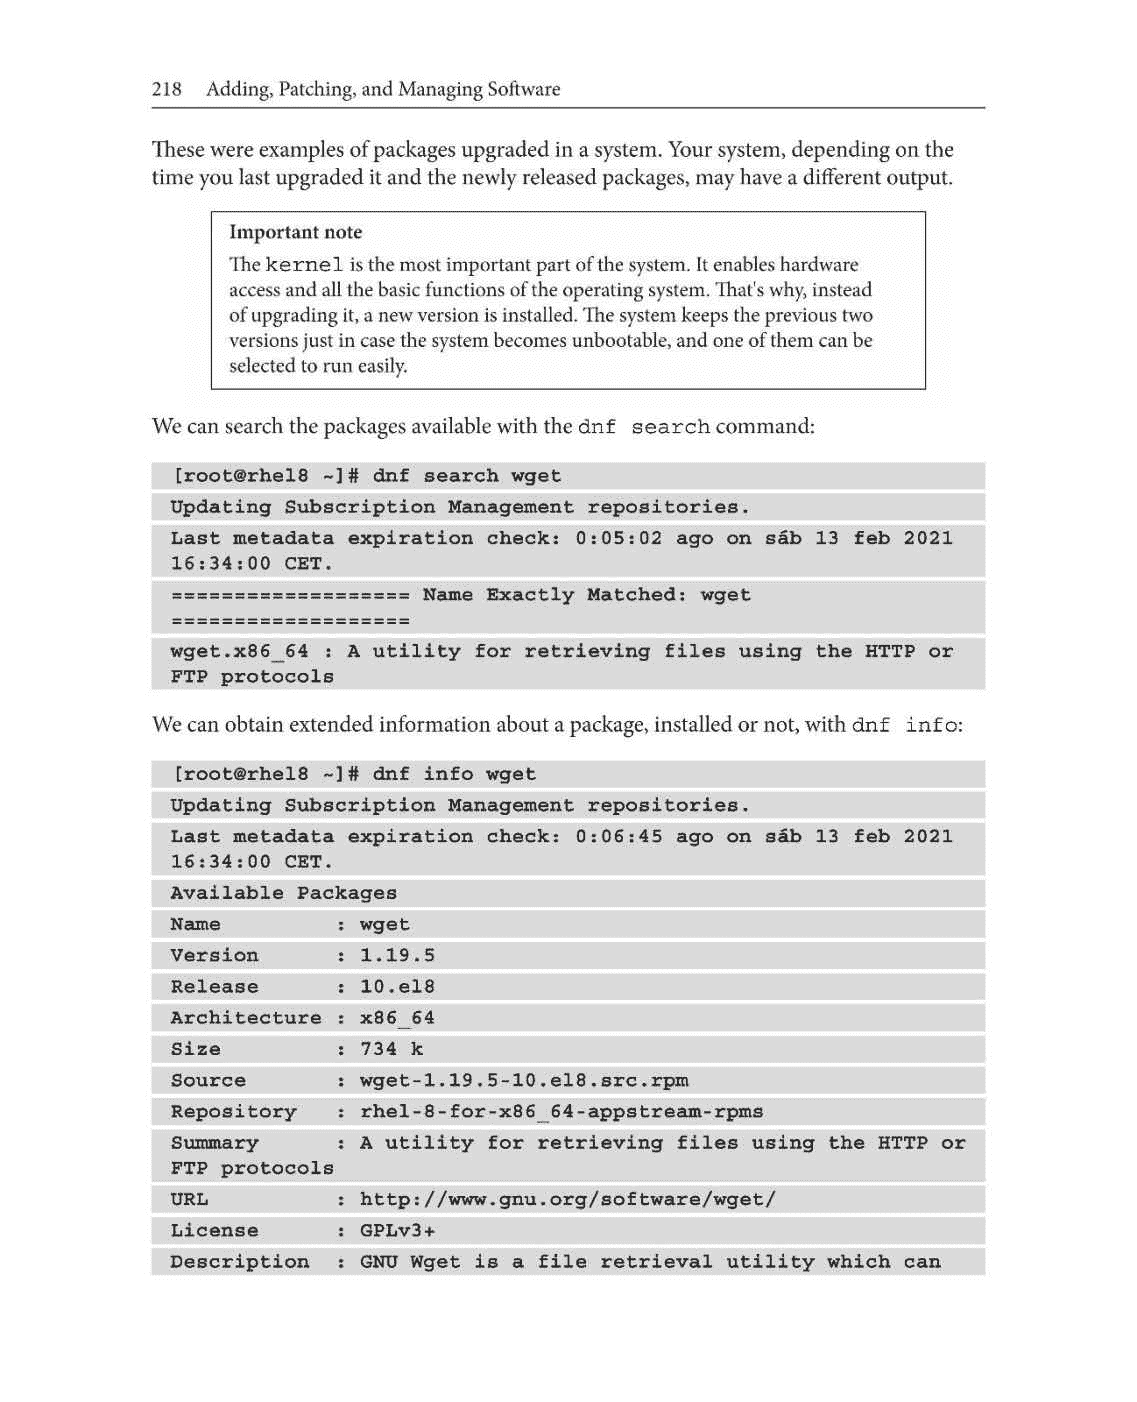 218 Adding, Patching, and Managing Software
These were examples of packages upgraded in a system. Your system, depending on the
time you last upgraded it and the newly released packages, may have a different output.
Important note
The kernel is the most important part of the system. It enables hardware
access and all the basic functions of the operating system. That's why, instead
of upgrading it, a new version is installed. The system keeps the previous two
versions just in case the system becomes unbootable, and one of them can be
selected to run easily.
We can search the packages available with the dnf search command:
[root@rhel8 ~]# dnf search wget
Updating Subscription Management repositories.
Last metadata expiration check: 0:05:02 ago on sáb 13 feb 2021
16:34:00 CET.
=================== Name Exactly Matched: wget
===================
wget.x86_64 : A utility for retrieving files using the HTTP or
FTP protocols
We can obtain extended information about a package, installed or not, with dnf info:
[root@rhel8 ~]# dnf info wget
Updating Subscription Management repositories.
Last metadata expiration check: 0:06:45 ago on sáb 13 feb 2021
16:34:00 CET.
Available Packages
Name : wget
Version : 1.19.5
Release : 10.el8
Architecture : x86_64
Size : 734 k
Source : wget-1.19.5-10.el8.src.rpm
Repository : rhel-8-for-x86_64-appstream-rpms
Summary : A utility for retrieving files using the HTTP or
FTP protocols
URL : http://www.gnu.org/software/wget/
License : GPLv3+
Description : GNU Wget is a file retrieval utility which can